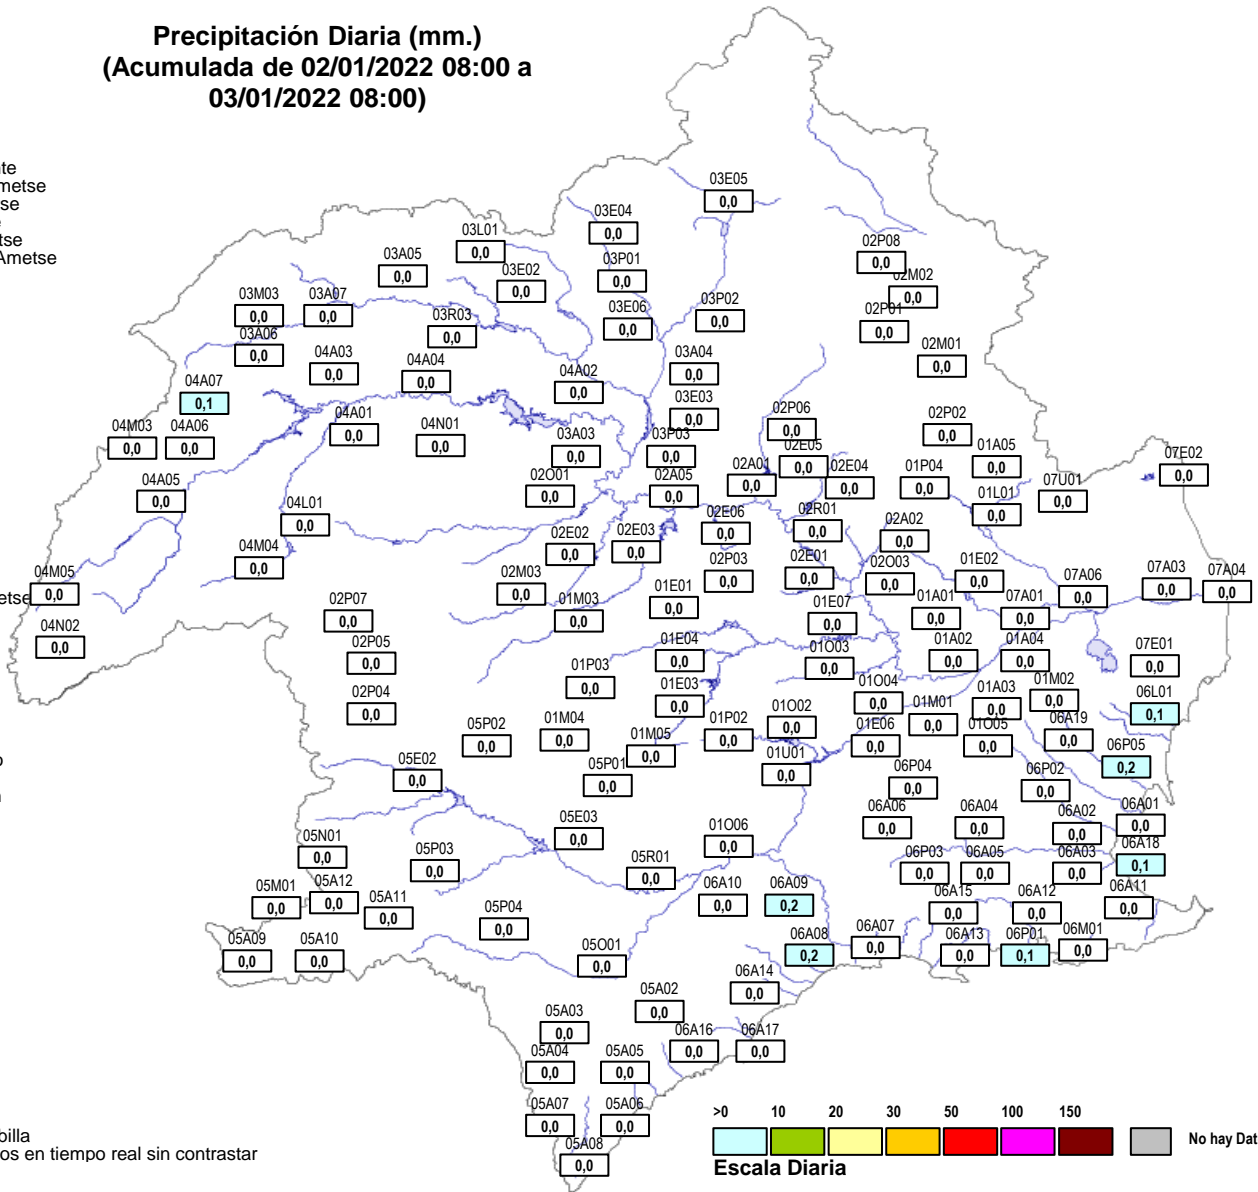 Precipitación Diaria (mm.)
(Acumulada de 02/01/2022 08:00 a
03/01/2022 08:00)
03E05
0,0
03E04
0,0
03L01
0,0
03P01
0,0
02P08
0,0
03A05
0,0
03E02
0,0
02M02
0,0
03M03
0,0
03A07
0,0
03P02
0,0
03R03
0,0
03E06
0,0
02P01
0,0
03A06
0,0
04A03
0,0
04A04
0,0
03A04
0,0
02M01
0,0
04A07
0,1
04A02
0,0
03E03
0,0
04A01
0,0
04N01
0,0
02P06
0,0
02P02
0,0
04M03
0,0
04A06
0,0
03A03
0,0
03P03
0,0
02E05
0,0
01A05
0,0
07E02
0,0
04A05
0,0
02O01
0,0
02A05
0,0
02A01
0,0
02E04
0,0
01P04
0,0
07U01
0,0
04L01
0,0
01L01
0,0
02E06
0,0
02R01
0,0
02A02
0,0
02E02
0,0
02E03
0,0
04M04
0,0
02P03
0,0
02E01
0,0
02O03
0,0
01E02
0,0
04M05
0,0
02M03
0,0
07A06
0,0
07A03
0,0
07A04
0,0
01M03
0,0
01E01
0,0
01E07
0,0
01A01
0,0
07A01
0,0
02P07
0,0
04N02
0,0
02P05
0,0
01E04
0,0
01O03
0,0
01A02
0,0
01A04
0,0
07E01
0,0
01P03
0,0
01E03
0,0
01O04
0,0
01A03
0,0
01M02
0,0
06L01
0,1
02P04
0,0
05P02
0,0
01M04
0,0
01M05
0,0
01P02
0,0
01O02
0,0
01E06
0,0
01M01
0,0
01O05
0,0
06A19
0,0
06P05
0,2
05E02
0,0
05P01
0,0
01U01
0,0
06P04
0,0
06P02
0,0
05E03
0,0
01O06
0,0
06A06
0,0
06A04
0,0
06A02
0,0
06A01
0,0
05N01
0,0
05P03
0,0
05R01
0,0
06P03
0,0
06A05
0,0
06A03
0,0
06A18
0,1
05M01
0,0
05A12
0,0
05A11
0,0
06A10
0,0
06A09
0,2
06A15
0,0
06A12
0,0
06A11
0,0
05P04
0,0
05A09
0,0
05A10
0,0
05O01
0,0
06A08
0,2
06A07
0,0
06A13
0,0
06P01
0,1
06M01
0,0
06A14
0,0
05A02
0,0
05A03
0,0
06A16
0,0
06A17
0,0
05A04
0,0
05A05
0,0
05A07
0,0
05A06
0,0
05A08
0,0
nte
metse
tse
tse
Ametse
etse
o
billa
os en tiempo real sin contrastar
>0 10 20 30 50 100 150
No hay Dat
Escala Diaria